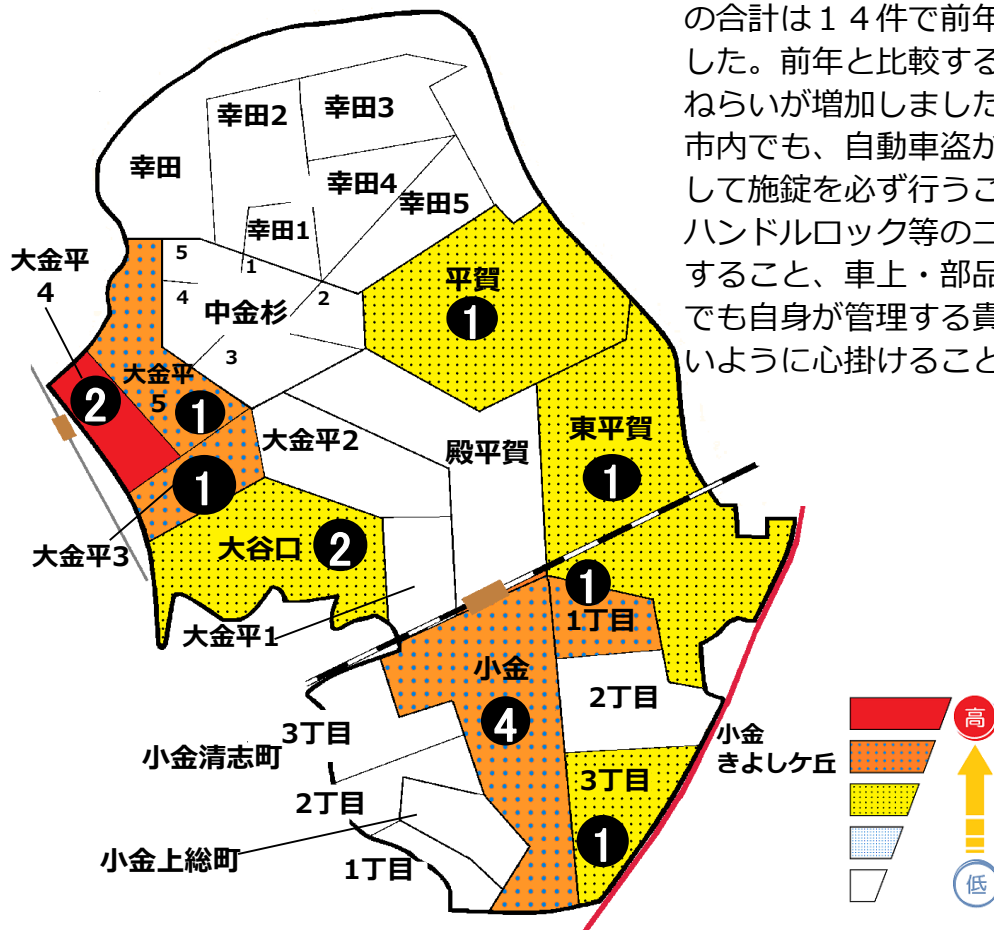 の合計は１４件で前年
した。前年と比較する
ねらいが増加しました
市内でも、自動車盗が
して施錠を必ず行うこ
ハンドルロック等の
すること、車上・部品
でも自身が管理する貴
いように心掛けること
幸田2
幸田3
幸田
幸田4
幸田5
幸田1
大金平
4
5
1
4
中金杉
2
3
平賀
1
大金平
5
2
1
大金平2
殿平賀
東平賀
1
1
大金平3
大谷口
2
1
1丁目
大金平1
小金
4
2丁目
3丁目
小金清志町
小金
きよしケ丘
3丁目
1
2丁目
小金上総町
1丁目
高
低